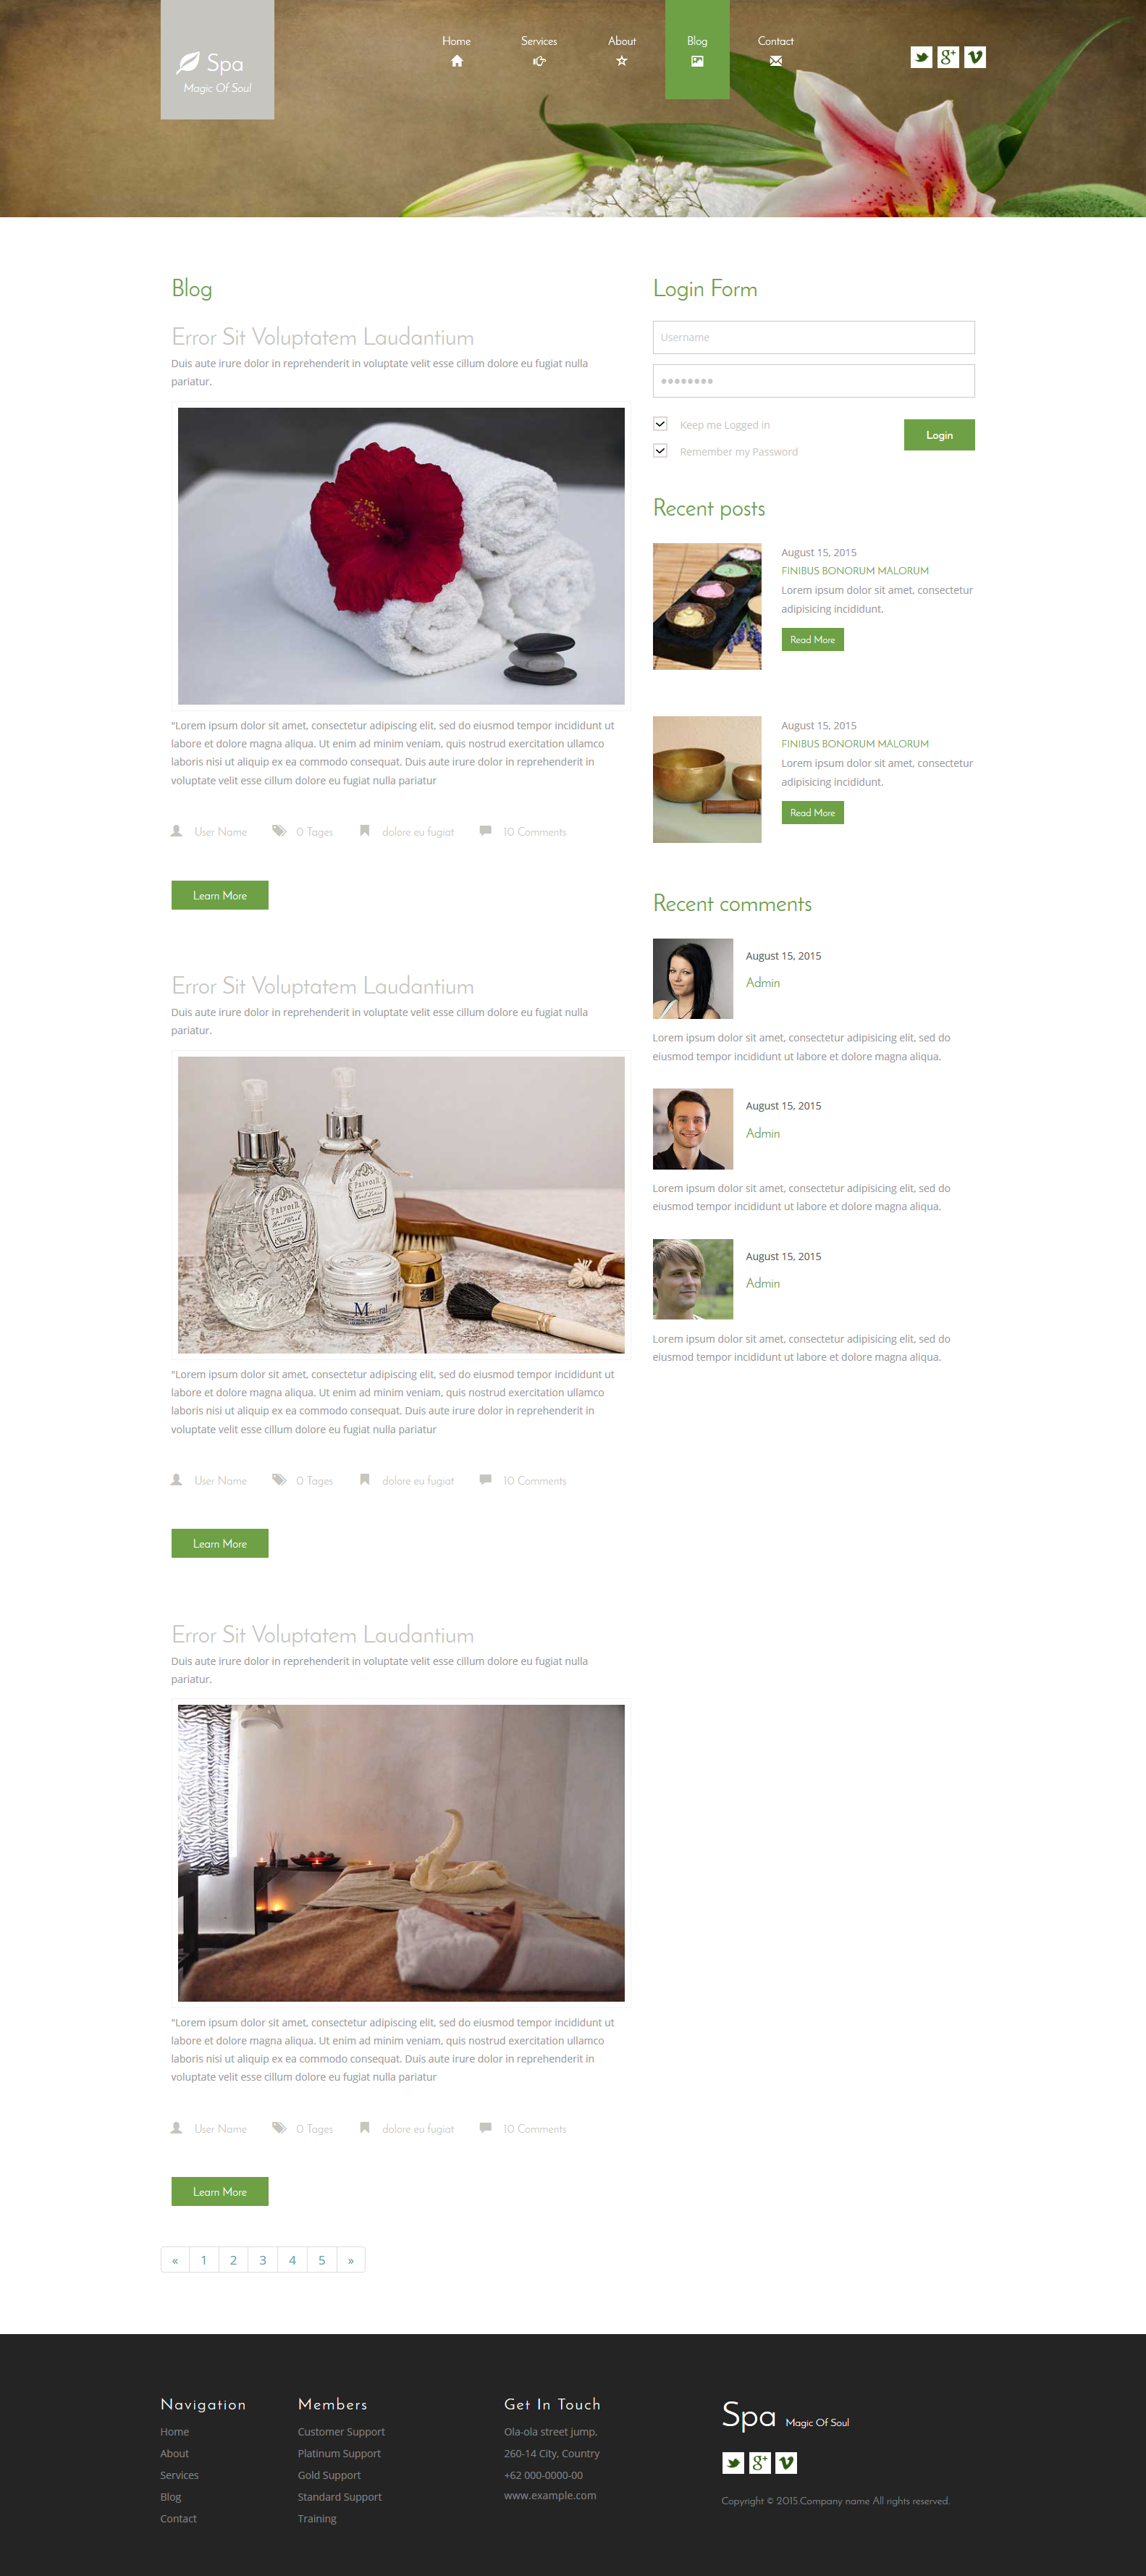 Home Services About Blog Contact
Spa
Magic Of Soul
Blog
Error Sit Voluptatem Laudantium
Duis aute irure dolor in reprehenderit in voluptate velit esse cillum dolore eu fugiat nulla
pariatur.
"Lorem ipsum dolor sit amet, consectetur adipiscing elit, sed do eiusmod tempor incididunt ut
labore et dolore magna aliqua. Ut enim ad minim veniam, quis nostrud exercitation ullamco
laboris nisi ut aliquip ex ea commodo consequat. Duis aute irure dolor in reprehenderit in
voluptate velit esse cillum dolore eu fugiat nulla pariatur
User Name 0 Tages dolore eu fugiat 10 Comments
Learn More
Error Sit Voluptatem Laudantium
Duis aute irure dolor in reprehenderit in voluptate velit esse cillum dolore eu fugiat nulla
pariatur.
PRÉVOIR
PRÉVOIR
"Lorem ipsum dolor sit amet, consectetur adipiscing elit, sed do eiusmod tempor incididunt ut
labore et dolore magna aliqua. Ut enim ad minim veniam, quis nostrud exercitation ullamco
laboris nisi ut aliquip ex ea commodo consequat. Duis aute irure dolor in reprehenderit in
voluptate velit esse cillum dolore eu fugiat nulla pariatur
User Name 0 Tages dolore eu fugiat 10 Comments
Learn More
Error Sit Voluptatem Laudantium
Duis aute irure dolor in reprehenderit in voluptate velit esse cillum dolore eu fugiat nulla
pariatur.
"Lorem ipsum dolor sit amet, consectetur adipiscing elit, sed do eiusmod tempor incididunt ut
labore et dolore magna aliqua. Ut enim ad minim veniam, quis nostrud exercitation ullamco
laboris nisi ut aliquip ex ea commodo consequat. Duis aute irure dolor in reprehenderit in
voluptate velit esse cillum dolore eu fugiat nulla pariatur
User Name 0 Tages dolore eu fugiat 10 Comments
Learn More
« 1 2 3 4 5 »
Login Form
Username
Keep me Logged in
Remember my Password
Login
Recent posts
August 15, 2015
FINIBUS BONORUM MALORUM
Lorem ipsum dolor sit amet, consectetur
adipisicing incididunt.
Read More
August 15, 2015
FINIBUS BONORUM MALORUM
Lorem ipsum dolor sit amet, consectetur
adipisicing incididunt.
Read More
Recent comments
August 15, 2015
Admin
Lorem ipsum dolor sit amet, consectetur adipisicing elit, sed do
eiusmod tempor incididunt ut labore et dolore magna aliqua.
August 15, 2015
Admin
Lorem ipsum dolor sit amet, consectetur adipisicing elit, sed do
eiusmod tempor incididunt ut labore et dolore magna aliqua.
August 15, 2015
Admin
Lorem ipsum dolor sit amet, consectetur adipisicing elit, sed do
eiusmod tempor incididunt ut labore et dolore magna aliqua.
Navigation
Home
About
Services
Blog
Contact
Members
Customer Support
Platinum Support
Gold Support
Standard Support
Training
Get In Touch
Ola-ola street jump,
260-14 City, Country
+62 000-0000-00
www.example.com
Spa Magic Of Soul
Copyright © 2015.Company name All rights reserved.